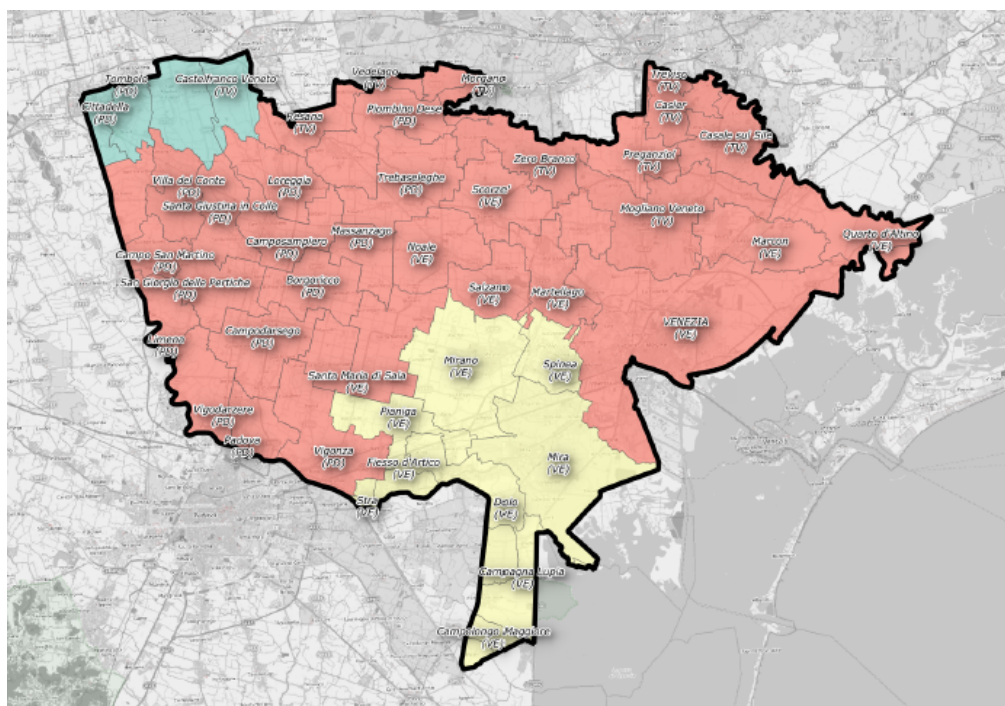 Tombolo
(PD)
Castelfranco Veneto
(TV)
Cittadella
(PD)
Vedelago
(TV)
Morgano
(TV)
Treviso
(TV)
Resana
(TV)
Piombino Dese
(PD)
Casier
(TV)
Casale sul Sile
(TV)
Villa del Conte
(PD)
Loreggia
(PD)
Trebaseleghe
(PD)
Zero Branco
(TV)
Preganziol
(TV)
Scorze'
(VE)
Santa Giustina in Colle
(PD)
Mogliano Veneto
(TV)
Massanzago
(PD)
Camposampiero
(PD)
Noale
(VE)
Marcon
(VE)
Quarto d'Altino
(VE)
Campo San Martino
(PD)
San Giorgio delle Pertiche
(PD)
Borgoricco
(PD)
Salzano
(VE)
Martellago
(VE)
VENEZIA
(VE)
Limena
(PD)
Campodarsego
(PD)
Mirano
(VE)
Spinea
(VE)
Santa Maria di Sala
(VE)
Vigodarzere
(PD)
Pianiga
(VE)
Padova
(PD)
Vigonza
(PD)
Fiesso d'Artico
(VE)
Mira
(VE)
Stra
(VE)
Dolo
(VE)
Campagna Lupia
(VE)
Campolongo Maggiore
(VE)